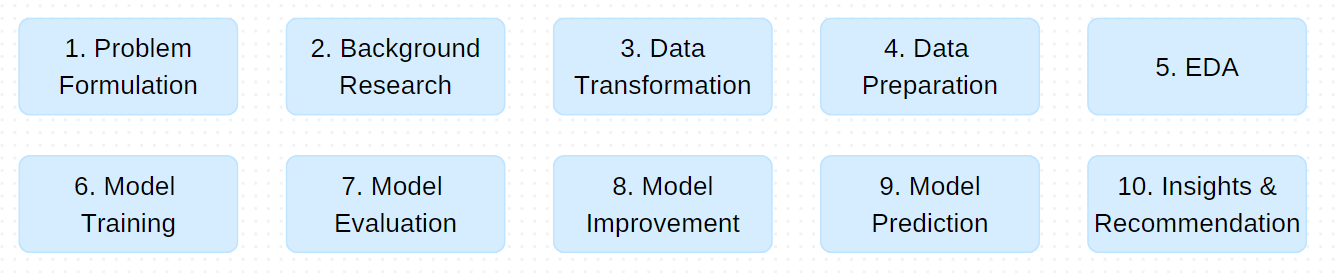 1. Problem
Formulation
2. Background
Research
3. Data
Transformation
4. Data
Preparation
5. EDA
6. Model
Training
7. Model
Evaluation
8. Model
Improvement
9. Model
Prediction
10. Insights &
Recommendation